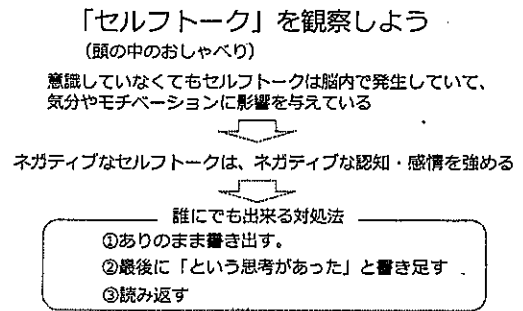 「セルフトーク」を観察しよう
(頭の中のおしゃべり)
意識していなくてもセルフトークは脳内で発生していて、
気分やモチベーションに影響を与えている
ネガティブなセルフトークは、ネガティブな認知・感情を強める
誰にでも出来る対処法
①ありのまま書き出す。
②最後に「という思考があった」と書き足す
③読み返す